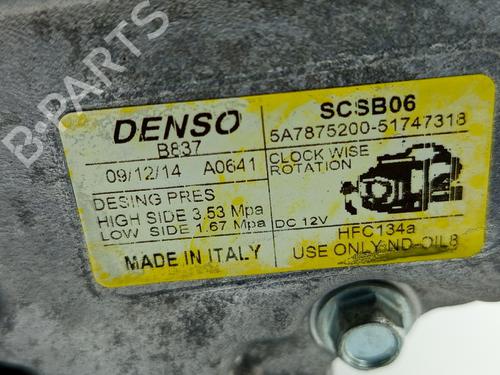 B-PARTS
DENSO
B837
09/12/14 A0641
DESING PRES
HIGH SIDE 3.53 Mpa
LOW SIDE 1.67 Mpa
MADE IN ITALY
SCSB06
5A7875200-51747318
CLOCK WISE
ROTATION
DC 12V
HFC134a
USE ONLY ND-OIL8